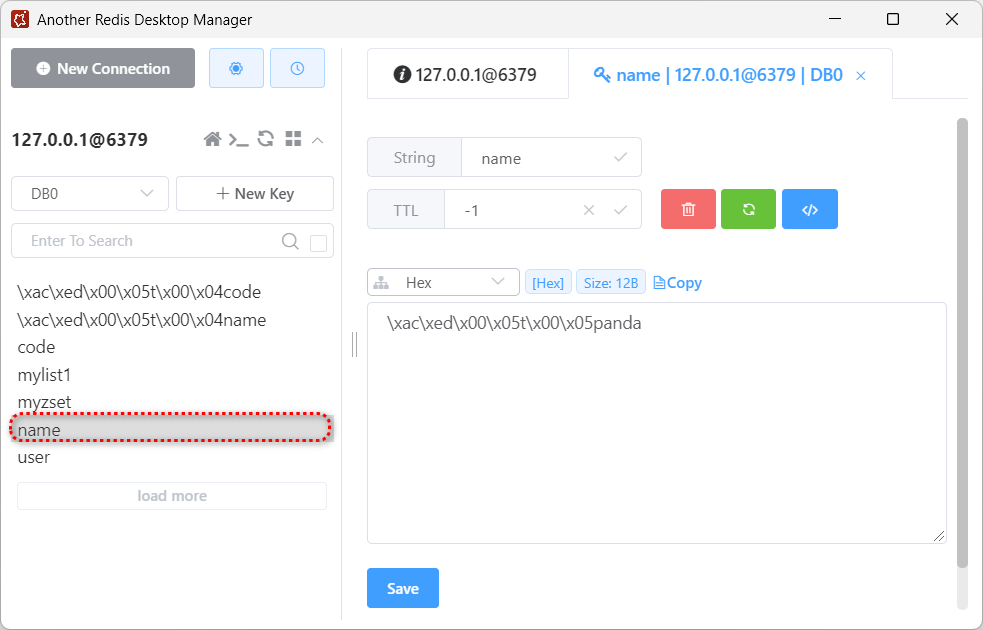 Another Redis Desktop Manager
New Connection
127.0.0.1@6379
DB0
New Key
Enter To Search
\xac\xed\x00\x05t\x00\x04code
\xac\xed\x00\x05t\x00\x04name
code
mylist1
myzset
name
user
load more
127.0.0.1@6379
name | 127.0.0.1@6379 | DB0
String name
TTL -1
Hex [Hex] Size: 12B Copy
\xac\xed\x00\x05t\x00\x05panda
Save